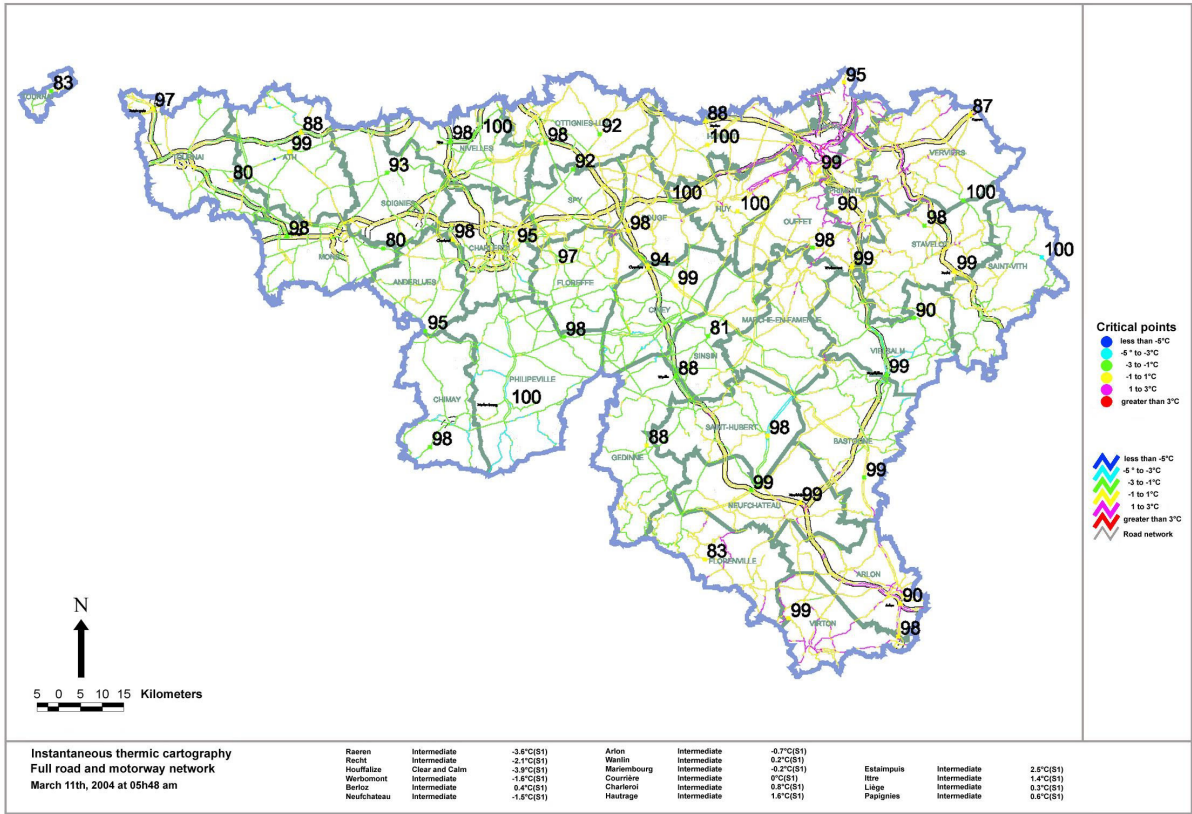 95
83
97
87
88
88
98
100
92
OTTIGNIES-LL
98
100
99
NIVELLES
TOURNAI
ATH
93
92
99
VERVIERS
80
SPY
100
100
HUY
PRIMONT
90
100
SOIGNIES
98
98
98
95
CHARLEROI
98
OUFFET
98
STAVELOT
MONS
80
97
94
99
99
SAINT-VITH
100
ANDERLUES
FLOREFFE
99
CINEY
90
95
98
81
MARCHE-EN-FAMENNE
SINSIN
VIELSALM
88
99
PHILIPEVILLE
CHIMAY
100
98
SAINT-HUBERT
98
BASTOGNE
88
GEDINNE
99
99
99
NEUFCHATEAU
83
FLORENVILLE
ARLON
90
99
VIRTON
98
Critical points
less than -5°C
-5 ° to -3°C
-3 to -1°C
-1 to 1°C
1 to 3°C
greater than 3°C
less than -5°C
-5 ° to -3°C
-3 to -1°C
-1 to 1°C
1 to 3°C
greater than 3°C
Road network
N
5 0 5 10 15 Kilometers
Instantaneous thermic cartography
Full road and motorway network
March 11th, 2004 at 05h48 am
Raeren Intermediate -3.6°C(S1)
Recht Intermediate -2.1°C(S1)
Houffalize Clear and Calm -3.9°C(S1)
Werbomont Intermediate -1.6°C(S1)
Berloz Intermediate 0.4°C(S1)
Neufchateau Intermediate -1.5°C(S1)
Arlon Intermediate -0.7°C(S1)
Wanlin Intermediate 0.2°C(S1)
Mariembourg Intermediate -0.2°C(S1)
Courrière Intermediate 0°C(S1)
Charleroi Intermediate 0.8°C(S1)
Hautrage Intermediate 1.6°C(S1)
Estaimpuis Intermediate 2.5°C(S1)
Ittre Intermediate 1.4°C(S1)
Liège Intermediate 0.3°C(S1)
Papignies Intermediate 0.6°C(S1)